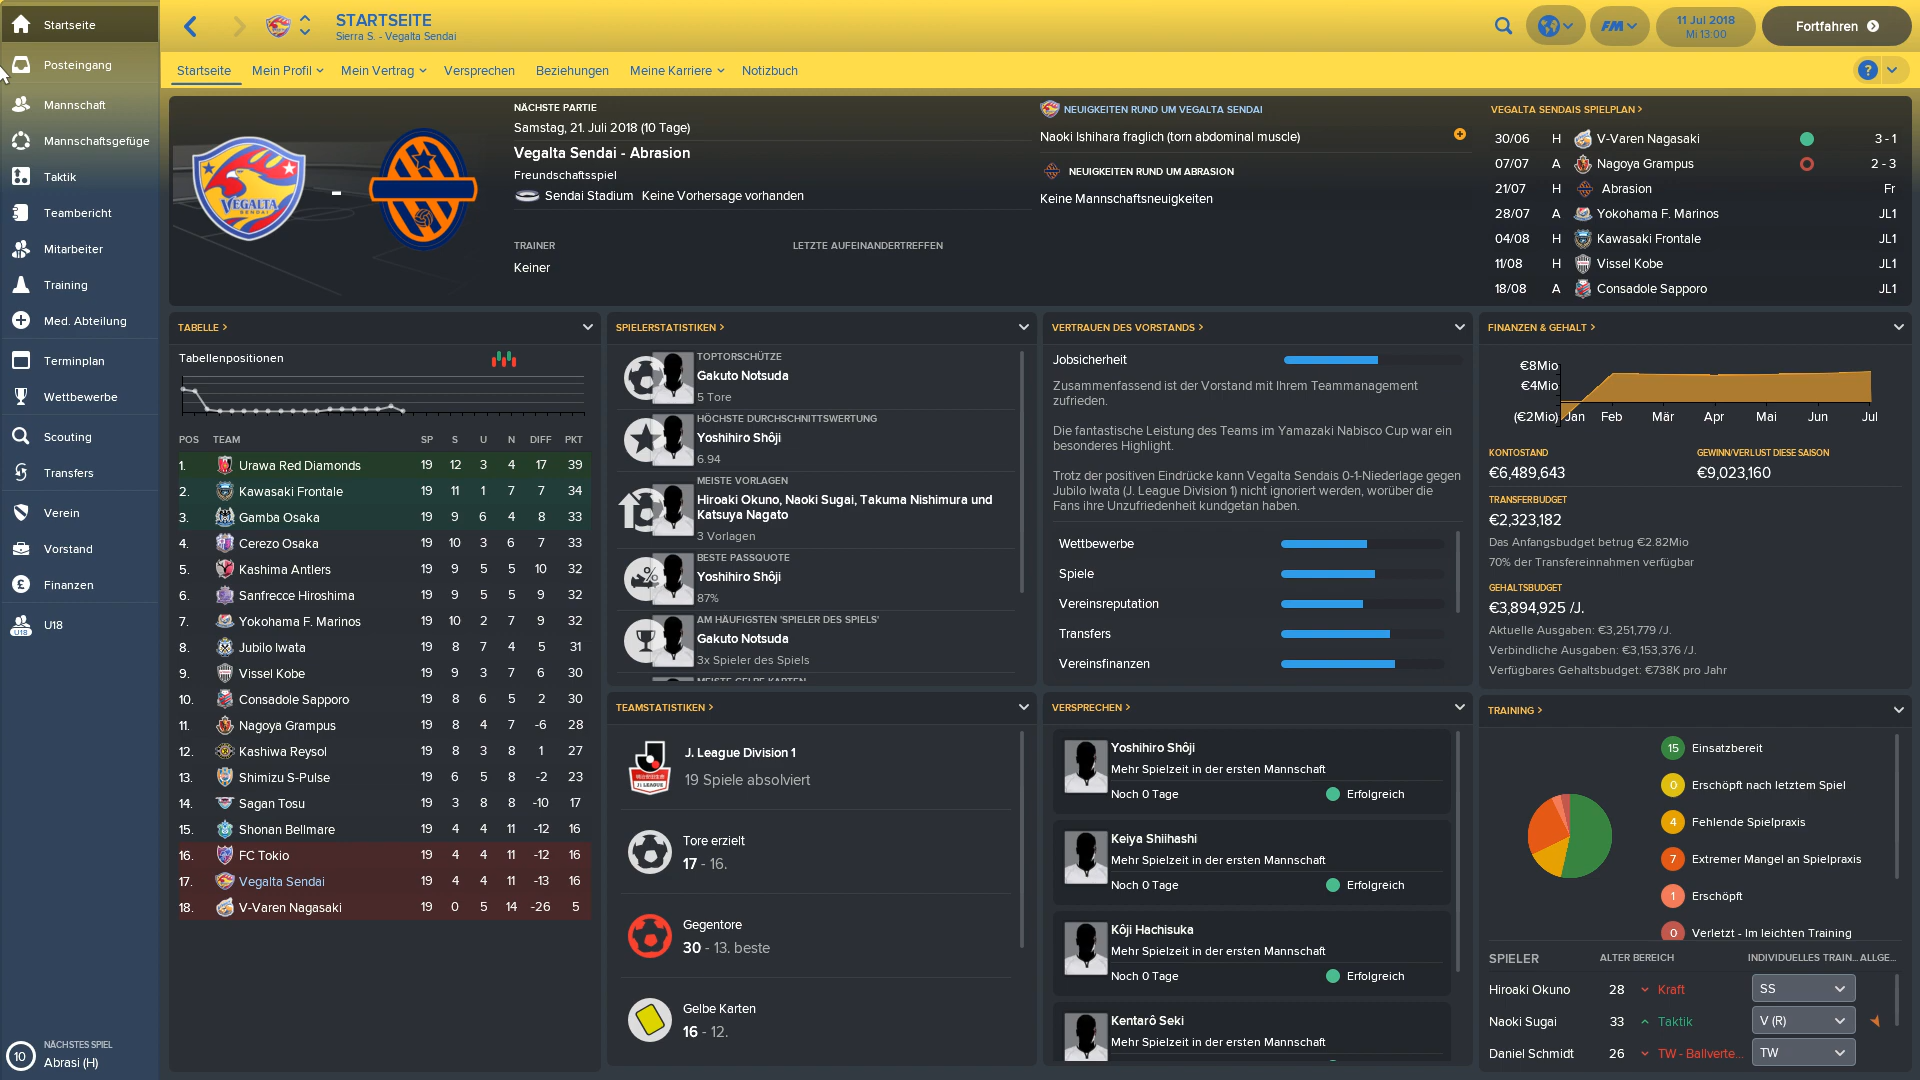 Startseite
Posteingang
Mannschaft
Mannschaftsgefüge
Taktik
Teambericht
Mitarbeiter
Training
Med. Abteilung
Terminplan
Wettbewerbe
Scouting
Transfers
Verein
Vorstand
Finanzen
U18
U18
10
NÄCHSTES SPIEL
Abrasi (H)
STARTSEITE
Sierra S. - Vegalta Sendai
FM
11 Jul 2018
Mi 13:00
Fortfahren
Startseite Mein Profil Mein Vertrag Versprechen Beziehungen Meine Karriere Notizbuch
?
VEGALTA
SENDAI
-
NÄCHSTE PARTIE
Samstag, 21. Juli 2018 (10 Tage)
Vegalta Sendai - Abrasion
Freundschaftsspiel
Sendai Stadium Keine Vorhersage vorhanden
TRAINER
Keiner
LETZTE AUFEINANDERTREFFEN
NEUIGKEITEN RUND UM VEGALTA SENDAI
Naoki Ishihara fraglich (torn abdominal muscle)
NEUIGKEITEN RUND UM ABRASION
Keine Mannschaftsneuigkeiten
VEGALTA SENDAIS SPIELPLAN >
30/06 H V-Varen Nagasaki 3 - 1
07/07 A Nagoya Grampus 2 - 3
21/07 H Abrasion Fr
28/07 A Yokohama F. Marinos JL1
04/08 H Kawasaki Frontale JL1
11/08 H Vissel Kobe JL1
18/08 A Consadole Sapporo JL1
TABELLE >
Tabellenpositionen
POS TEAM SP S U N DIFF PKT
1. Urawa Red Diamonds 19 12 3 4 17 39
2. Kawasaki Frontale 19 11 1 7 7 34
3. Gamba Osaka 19 9 6 4 8 33
4. Cerezo Osaka 19 10 3 6 7 33
5. Kashima Antlers 19 9 5 5 10 32
6. Sanfrecce Hiroshima 19 9 5 5 9 32
7. Yokohama F. Marinos 19 10 2 7 9 32
8. Jubilo Iwata 19 8 7 4 5 31
9. Vissel Kobe 19 9 3 7 6 30
10. Consadole Sapporo 19 8 6 5 2 30
11. Nagoya Grampus 19 8 4 7 -6 28
12. Kashiwa Reysol 19 8 3 8 1 27
13. Shimizu S-Pulse 19 6 5 8 -2 23
14. Sagan Tosu 19 3 8 8 -10 17
15. Shonan Bellmare 19 4 4 11 -12 16
16. FC Tokio 19 4 4 11 -12 16
17. Vegalta Sendai 19 4 4 11 -13 16
18. V-Varen Nagasaki 19 0 5 14 -26 5
SPIELERSTATISTIKEN >
TOPTORSCHÜTZE
Gakuto Notsuda
5 Tore
HÖCHSTE DURCHSCHNITTSWERTUNG
Yoshihiro Shôji
6.94
MEISTE VORLAGEN
Hiroaki Okuno, Naoki Sugai, Takuma Nishimura und
Katsuya Nagato
3 Vorlagen
BESTE PASSQUOTE
Yoshihiro Shôji
87%
AM HÄUFIGSTEN 'SPIELER DES SPIELS'
Gakuto Notsuda
3x Spieler des Spiels
MEISTE GELBE KARTEN
TEAMSTATISTIKEN >
J. League Division 1
19 Spiele absolviert
Tore erzielt
17 - 16.
Gegentore
30 - 13. beste
Gelbe Karten
16 - 12.
VERTRAUEN DES VORSTANDS >
Jobsicherheit
Zusammenfassend ist der Vorstand mit Ihrem Teammanagement
zufrieden.
Die fantastische Leistung des Teams im Yamazaki Nabisco Cup war ein
besonderes Highlight.
Trotz der positiven Eindrücke kann Vegalta Sendais 0-1-Niederlage gegen
Jubilo Iwata (J. League Division 1) nicht ignoriert werden, worüber die
Fans ihre Unzufriedenheit kundgetan haben.
Wettbewerbe
Spiele
Vereinsreputation
Transfers
Vereinsfinanzen
VERSPRECHEN >
Yoshihiro Shôji
Mehr Spielzeit in der ersten Mannschaft
Noch 0 Tage Erfolgreich
Keiya Shiihashi
Mehr Spielzeit in der ersten Mannschaft
Noch 0 Tage Erfolgreich
Kôji Hachisuka
Mehr Spielzeit in der ersten Mannschaft
Noch 0 Tage Erfolgreich
Kentarô Seki
Mehr Spielzeit in der ersten Mannschaft
FINANZEN & GEHALT >
€8Mio
€4Mio
(€2Mio) Jan Feb Mär Apr Mai Jun Jul
KONTOSTAND
€6,489,643
GEWINN/VERLUST DIESE SAISON
€9,023,160
TRANSFERBUDGET
€2,323,182
Das Anfangsbudget betrug €2.82Mio
70% der Transfereinnahmen verfügbar
GEHALTSBUDGET
€3,894,925 /J.
Aktuelle Ausgaben: €3,251,779 /J.
Verbindliche Ausgaben: €3,153,376 /J.
Verfügbares Gehaltsbudget: €738K pro Jahr
TRAINING >
15 Einsatzbereit
0 Erschöpft nach letztem Spiel
4 Fehlende Spielpraxis
7 Extremer Mangel an Spielpraxis
1 Erschöpft
0 Verletzt - Im leichten Training
SPIELER ALTER BEREICH INDIVIDUELLES TRAIN... ALLGE...
Hiroaki Okuno 28 Kraft SS
Naoki Sugai 33 Taktik V (R)
Daniel Schmidt 26 TW - Ballverte... TW